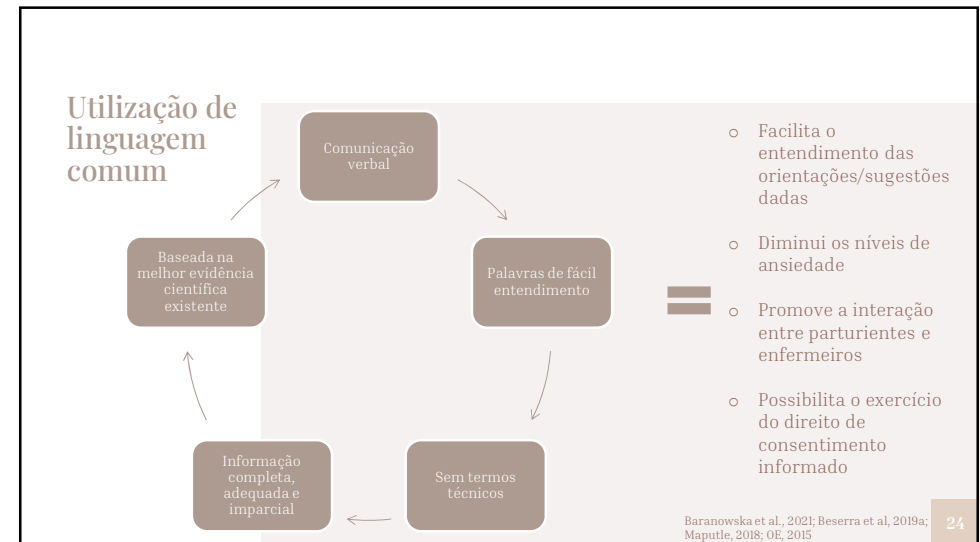 Utilização de
linguagem
comum
Comunicação
verbal
Palavras de fácil
entendimento
Sem termos
técnicos
Informação
completa,
adequada e
imparcial
Baseada na
melhor evidência
científica
existente
=
o Facilita o
entendimento das
orientações/sugestões
dadas
o Diminui os níveis de
ansiedade
o Promove a interação
entre parturientes e
enfermeiros
o Possibilita o exercício
do direito de
consentimento
informado
Baranowska et al., 2021; Beserra et al, 2019a;
Maputle, 2018; OE, 2015
24